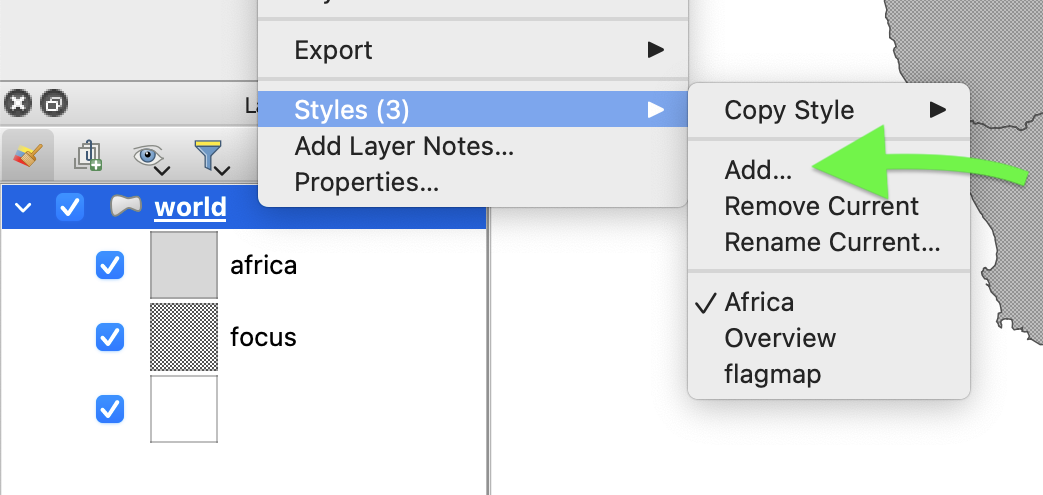 Export
Styles (3)
Add Layer Notes...
Properties...
Copy Style
Add...
Remove Current
Rename Current...
Africa
Overview
flagmap
world
africa
focus